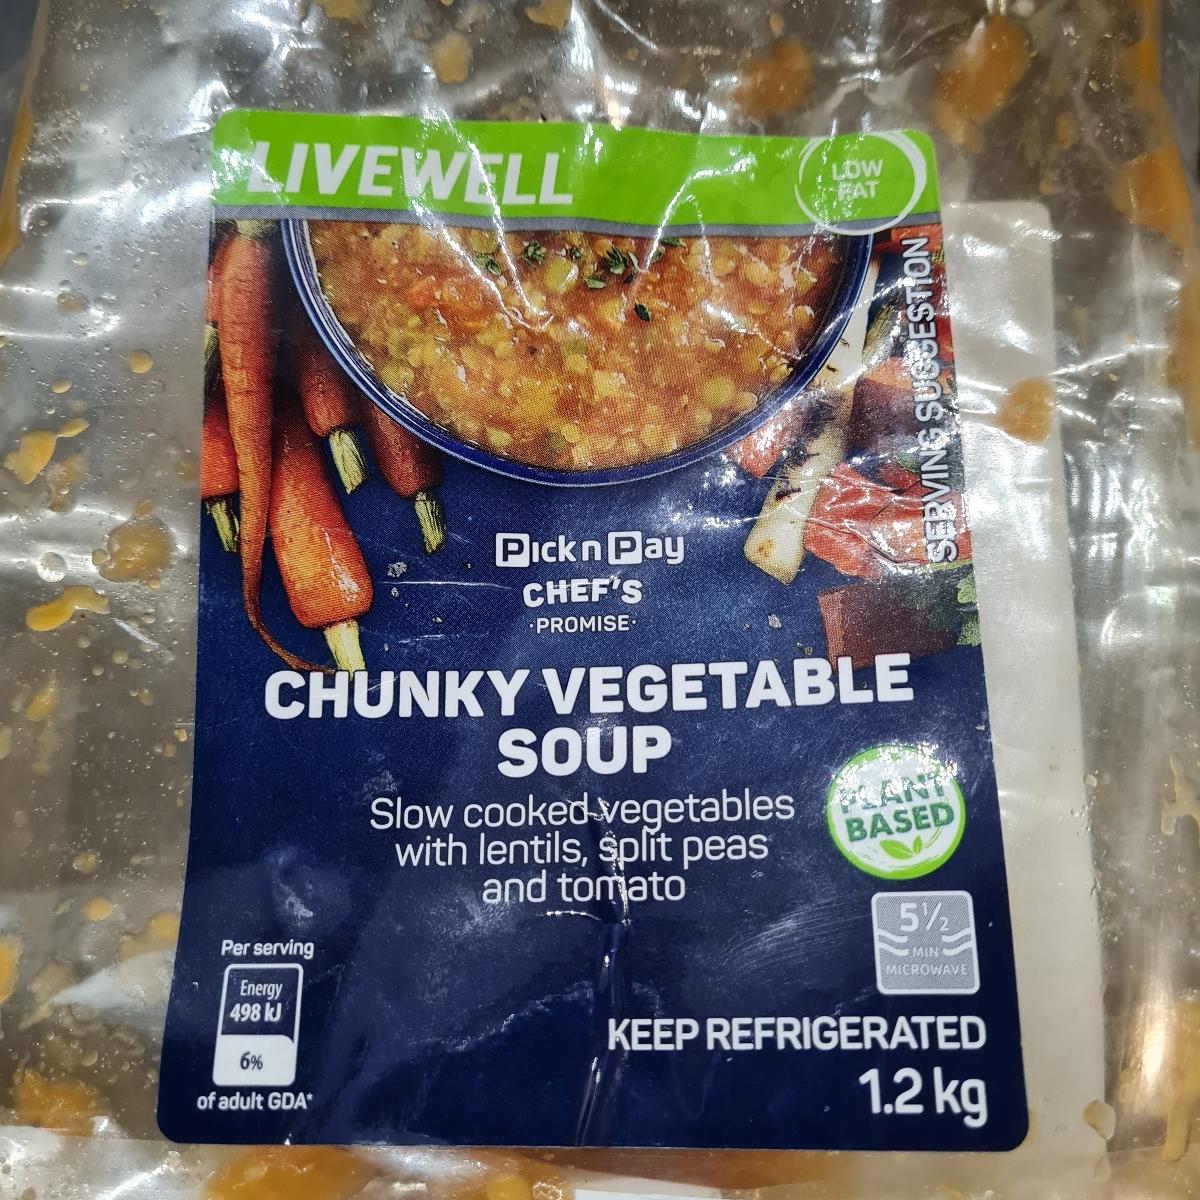 LIVEWELL
LOW
FAT
SERVING SUGGESTION
Pick n Pay
CHEF'S
·PROMISE·
CHUNKY VEGETABLE
SOUP
Slow cooked vegetables
with lentils, split peas
and tomato
PLANT
BASED
5½
MIN
MICROWAVE
Per serving
Energy
498 kJ
6%
of adult GDA*
KEEP REFRIGERATED
1.2 kg